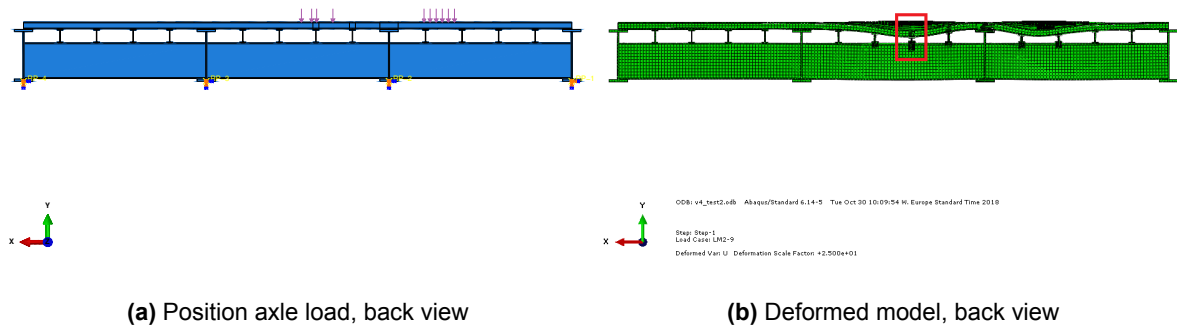 Y
X
Y
X
ODB: v4_test2.odb Abaqus/Standard 6.14-5 Tue Oct 30 10:09:54 W. Europe Standard Time 2018
Step: Step-1
Load Case: LM2-9
Deformed Var: U Deformation Scale Factor: +2.500e+01
(a) Position axle load, back view
(b) Deformed model, back view